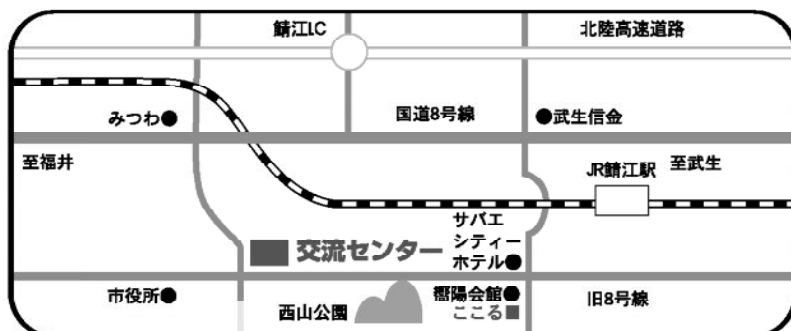 鯖江I.C
北陸高速道路
みつわ
国道8号線
武生信金
至福井
JR鯖江駅
至武生
サバエ
シティー
ホテル
交流センター
市役所
西山公園
嚮陽会館
こころ
旧8号線